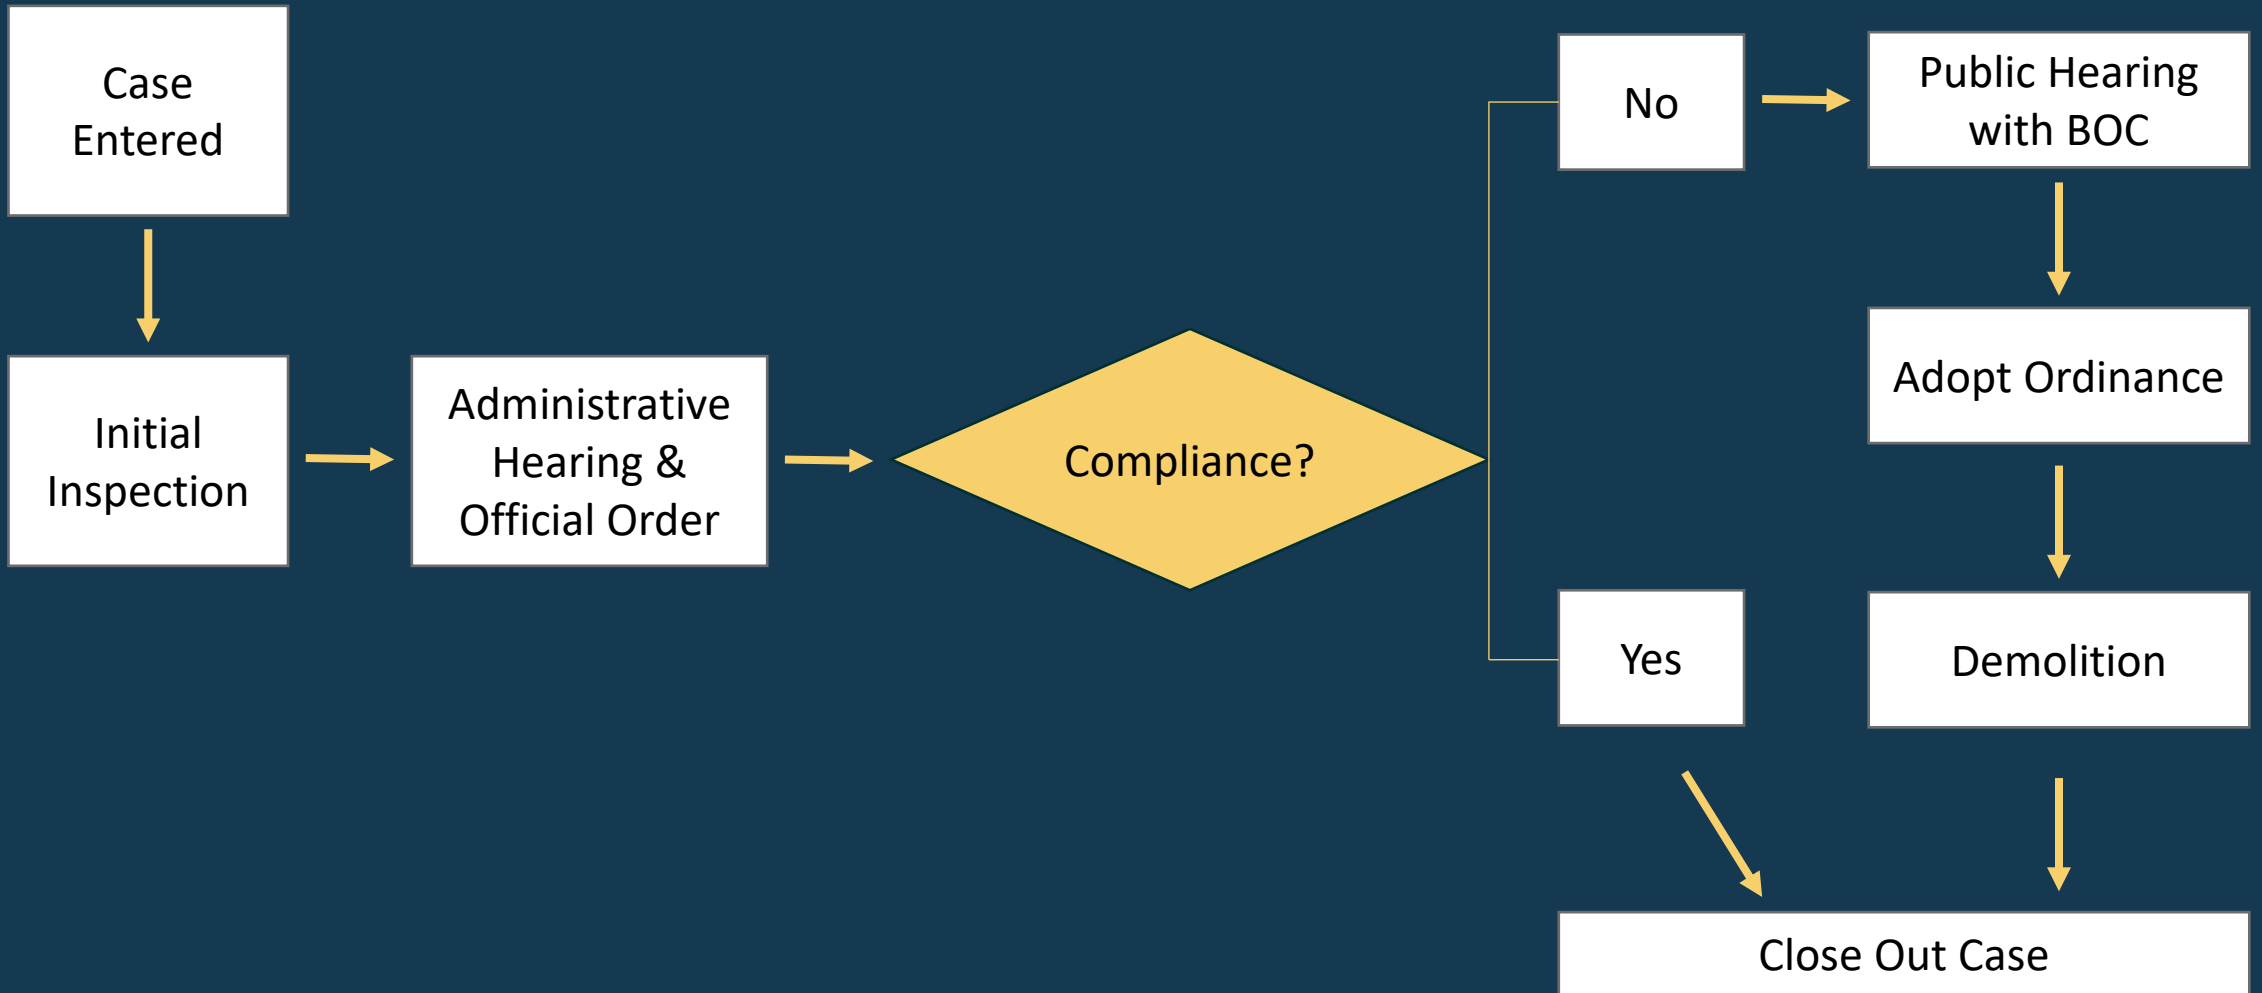 Case
Entered
Initial
Inspection
Administrative
Hearing &
Official Order
Compliance?
No
Public Hearing
with BOC
Adopt Ordinance
Yes
Demolition
Close Out Case